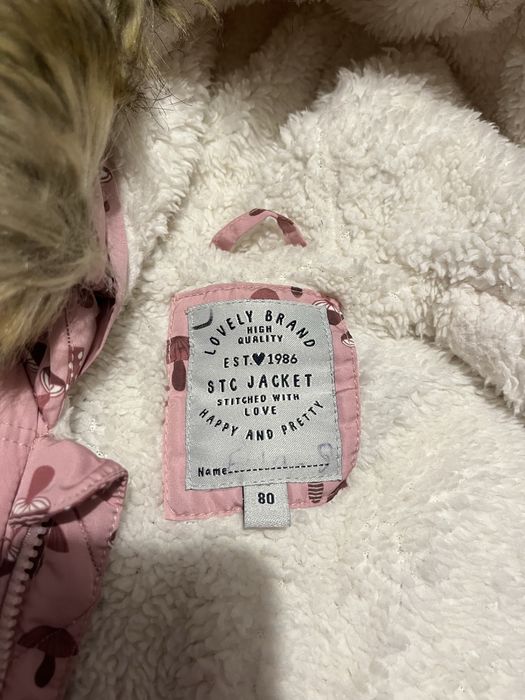 LOVELY BRAND
HIGH
QUALITY
EST. 1986
STC JACKET
STITCHED WITH
LOVE
HAPPY AND PRETTY
Name
80